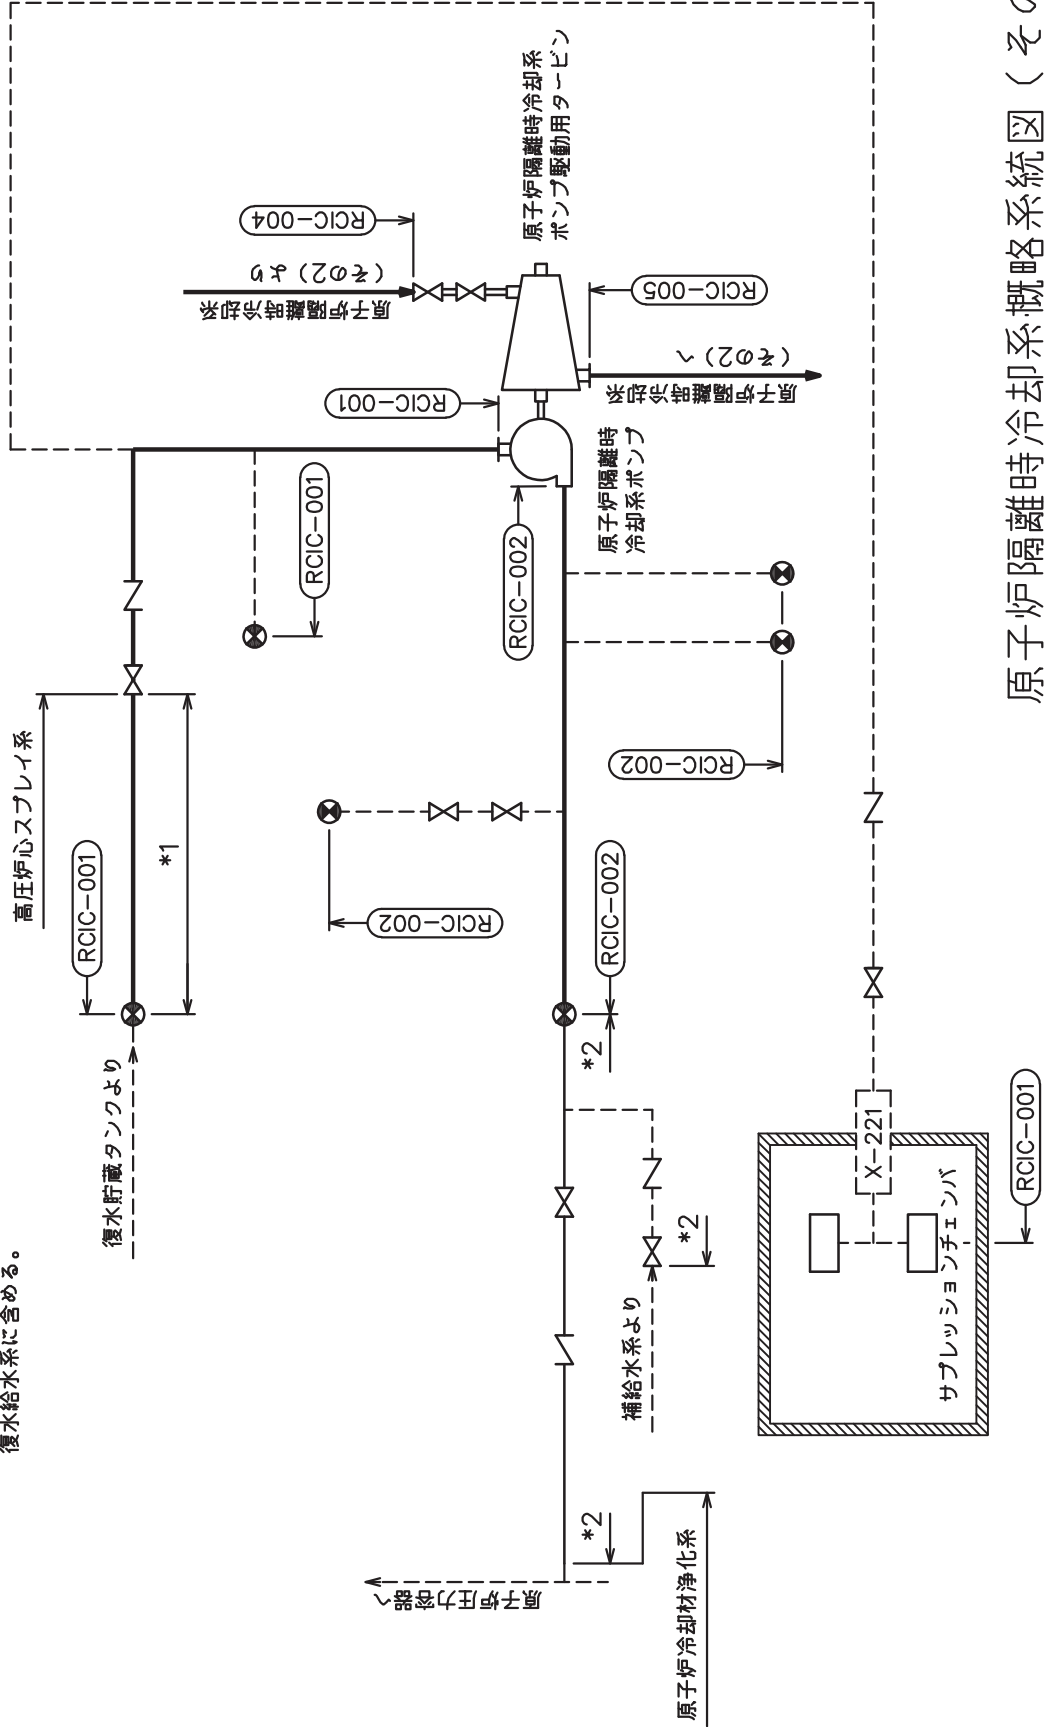 復水給水系に含める。
高圧炉心スプレイ系
RCIC-001
*1
復水貯蔵タンクより
RCIC-001
RCIC-002
RCIC-001
原子炉隔離時冷却系
(その2)より
RCIC-004
原子炉隔離時冷却系
ポンプ駆動用タービン
RCIC-005
原子炉隔離時冷却系
(その2)へ
原子炉隔離時
冷却系ポンプ
RCIC-002
RCIC-002
RCIC-002
*2
*2
補給水系より
*2
原子炉圧力容器へ
原子炉冷却材浄化系
X-221
サプレッションチェンバ
RCIC-001
原子炉隔離時冷却系概略系統図(その